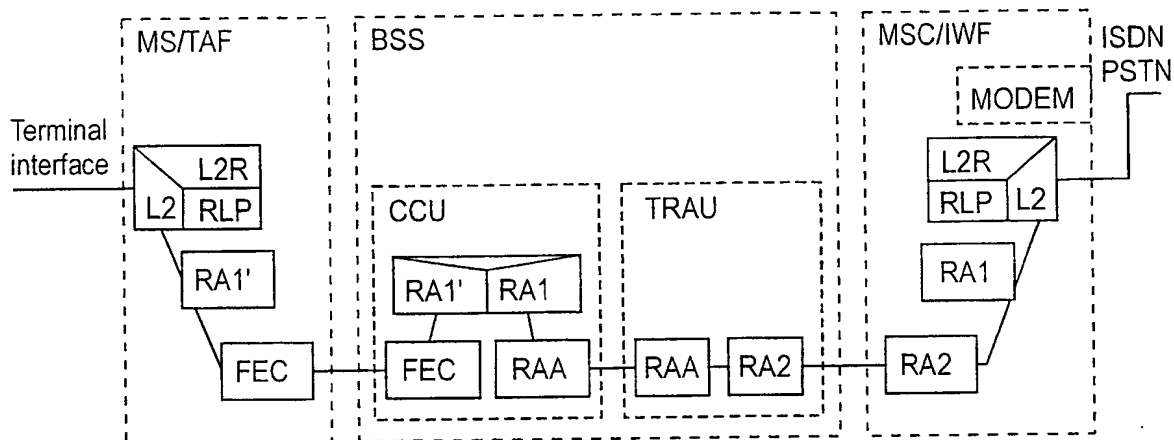 MS/TAF
BSS
MSC/IWF
ISDN
PSTN
MODEM
Terminal
interface
L2R
L2
RLP
L2R
RLP
L2
CCU
TRAU
RA1'
RA1'
RA1
RA1
FEC
FEC
RAA
RAA
RA2
RA2